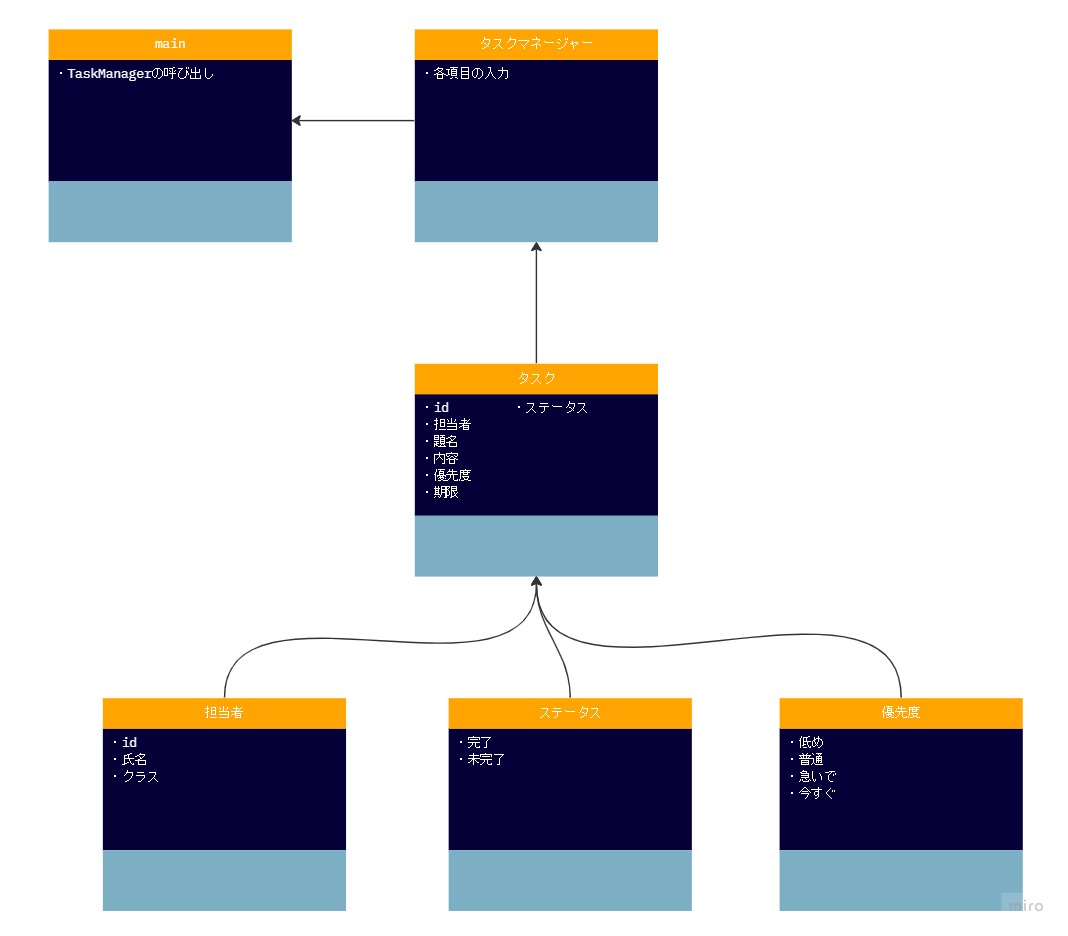 main
・TaskManagerの呼び出し
タスクマネージャー
・各項目の入力
タスク
・id
・担当者
・題名
・内容
・優先度
・期限
・ステータス
担当者
・id
・氏名
・クラス
ステータス
・完了
・未完了
優先度
・低め
・普通
・急いで
・今すぐ
miro